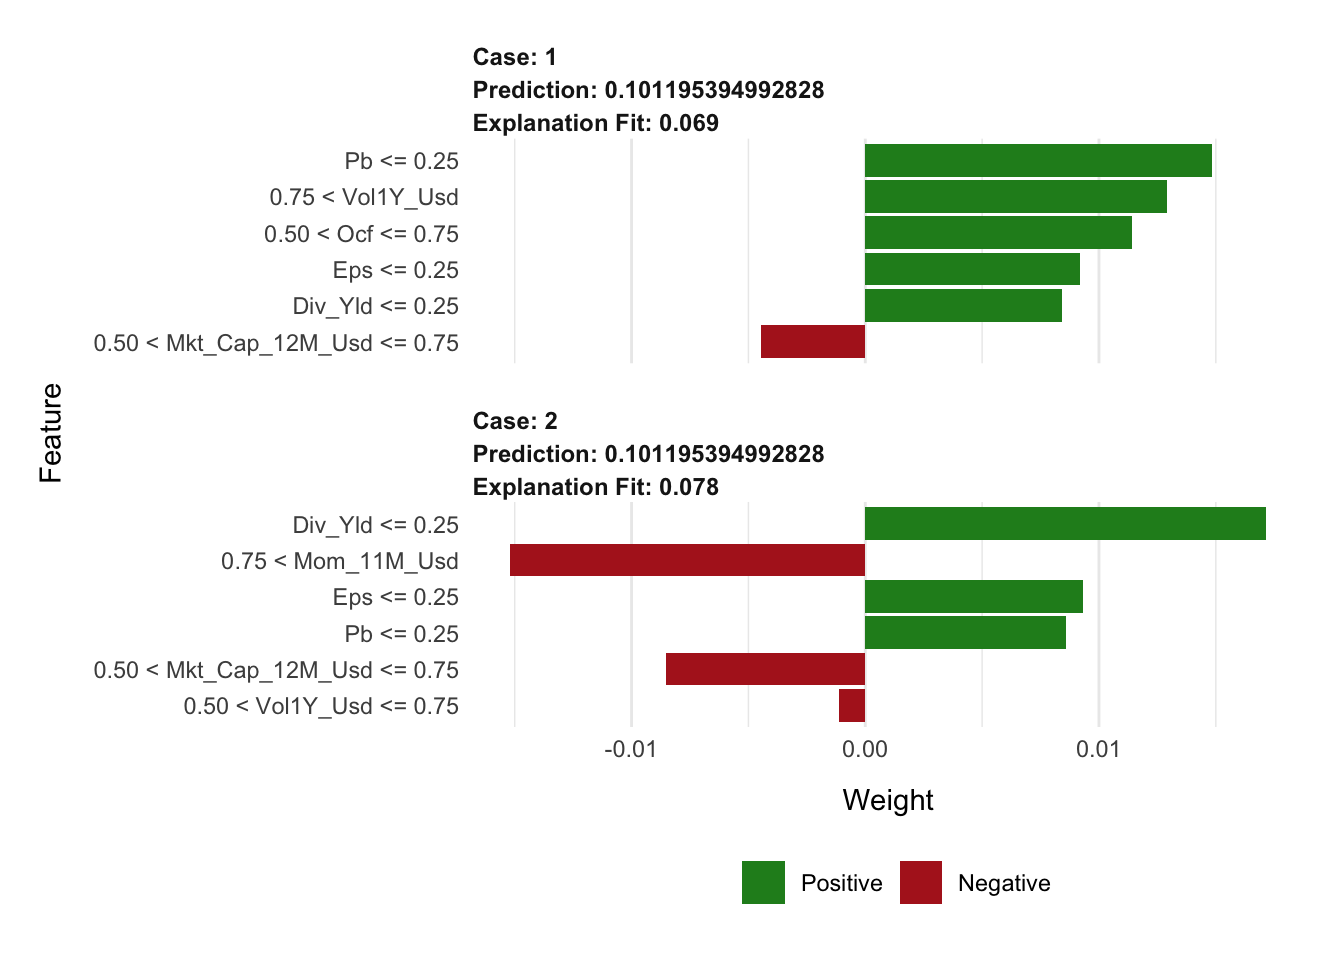 Case: 1
Prediction: 0.101195394992828
Explanation Fit: 0.069
Pb <= 0.25
0.75 < Vol1Y_Usd
0.50 < Ocf <= 0.75
Eps <= 0.25
Div_Yld <= 0.25
0.50 < Mkt_Cap_12M_Usd <= 0.75
Feature
Case: 2
Prediction: 0.101195394992828
Explanation Fit: 0.078
Div_Yld <= 0.25
0.75 < Mom_11M_Usd
Eps <= 0.25
Pb <= 0.25
0.50 < Mkt_Cap_12M_Usd <= 0.75
0.50 < Vol1Y_Usd <= 0.75
-0.01 0.00 0.01
Weight
Positive Negative